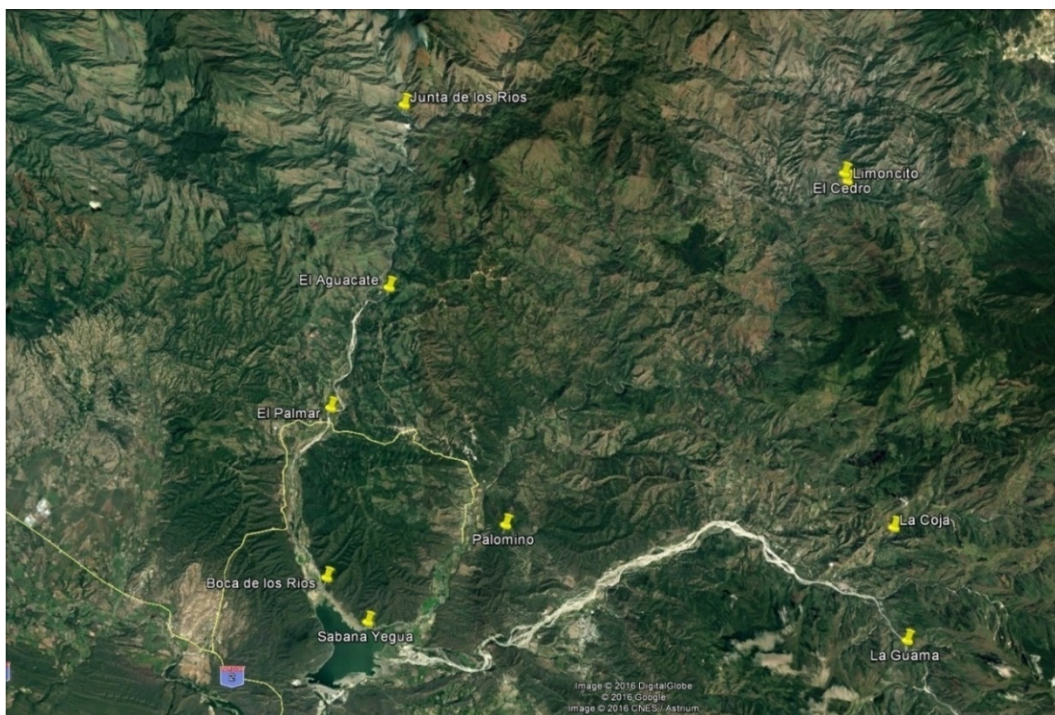 Junta de los Rios
Limoncito
El Cedro
El Aguacate
El Palmar
La Coja
Palomino
Boca de los Rios
Sabana Yegua
La Guama
3
Image © 2016 DigitalGlobe
© 2016 Google
Image © 2016 CNES / Astrium